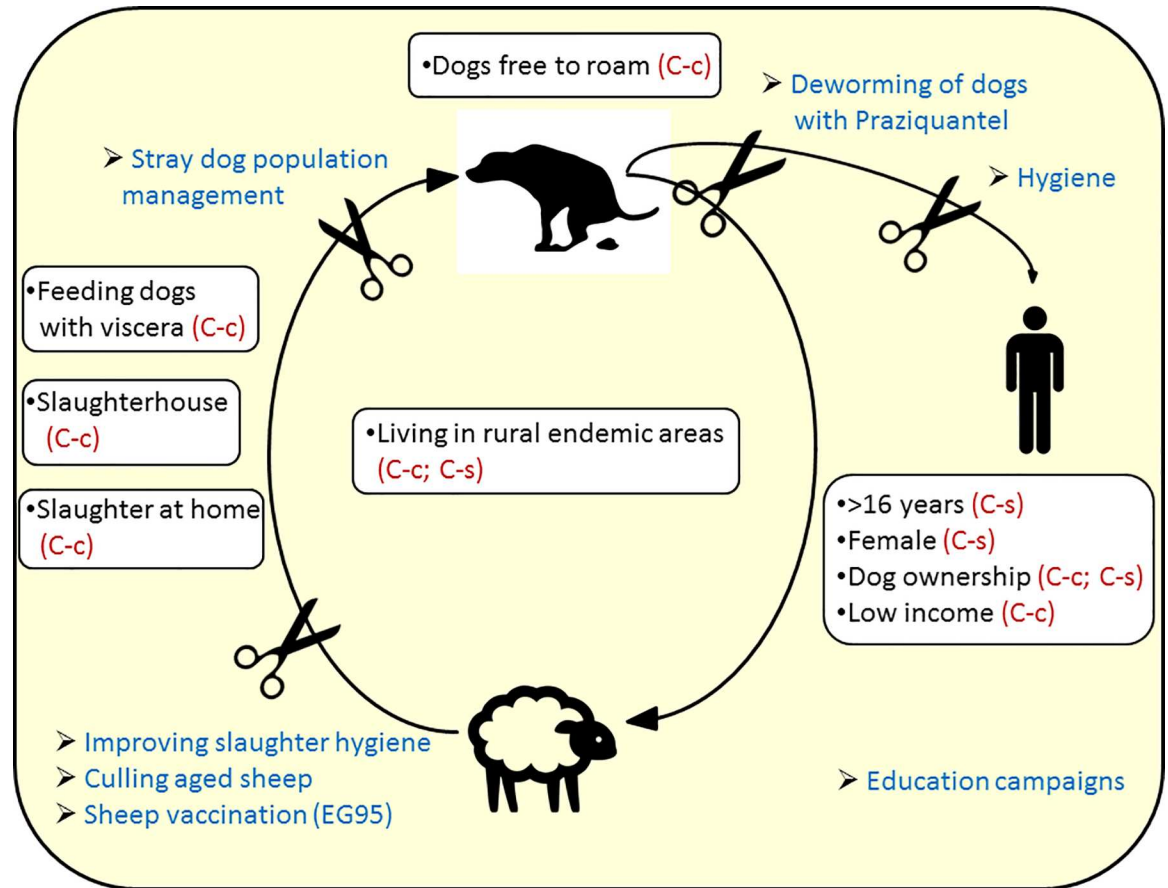 •Dogs free to roam (C-c)
➢ Deworming of dogs
with Praziquantel
➢ Stray dog population
management
➢ Hygiene
•Feeding dogs
with viscera (C-c)
•Slaughterhouse
(C-c)
•Slaughter at home
(C-c)
•Living in rural endemic areas
(C-c; C-s)
•>16 years (C-s)
•Female (C-s)
•Dog ownership (C-c; C-s)
•Low income (C-c)
➢ Improving slaughter hygiene
➢ Culling aged sheep
➢ Sheep vaccination (EG95)
➢ Education campaigns